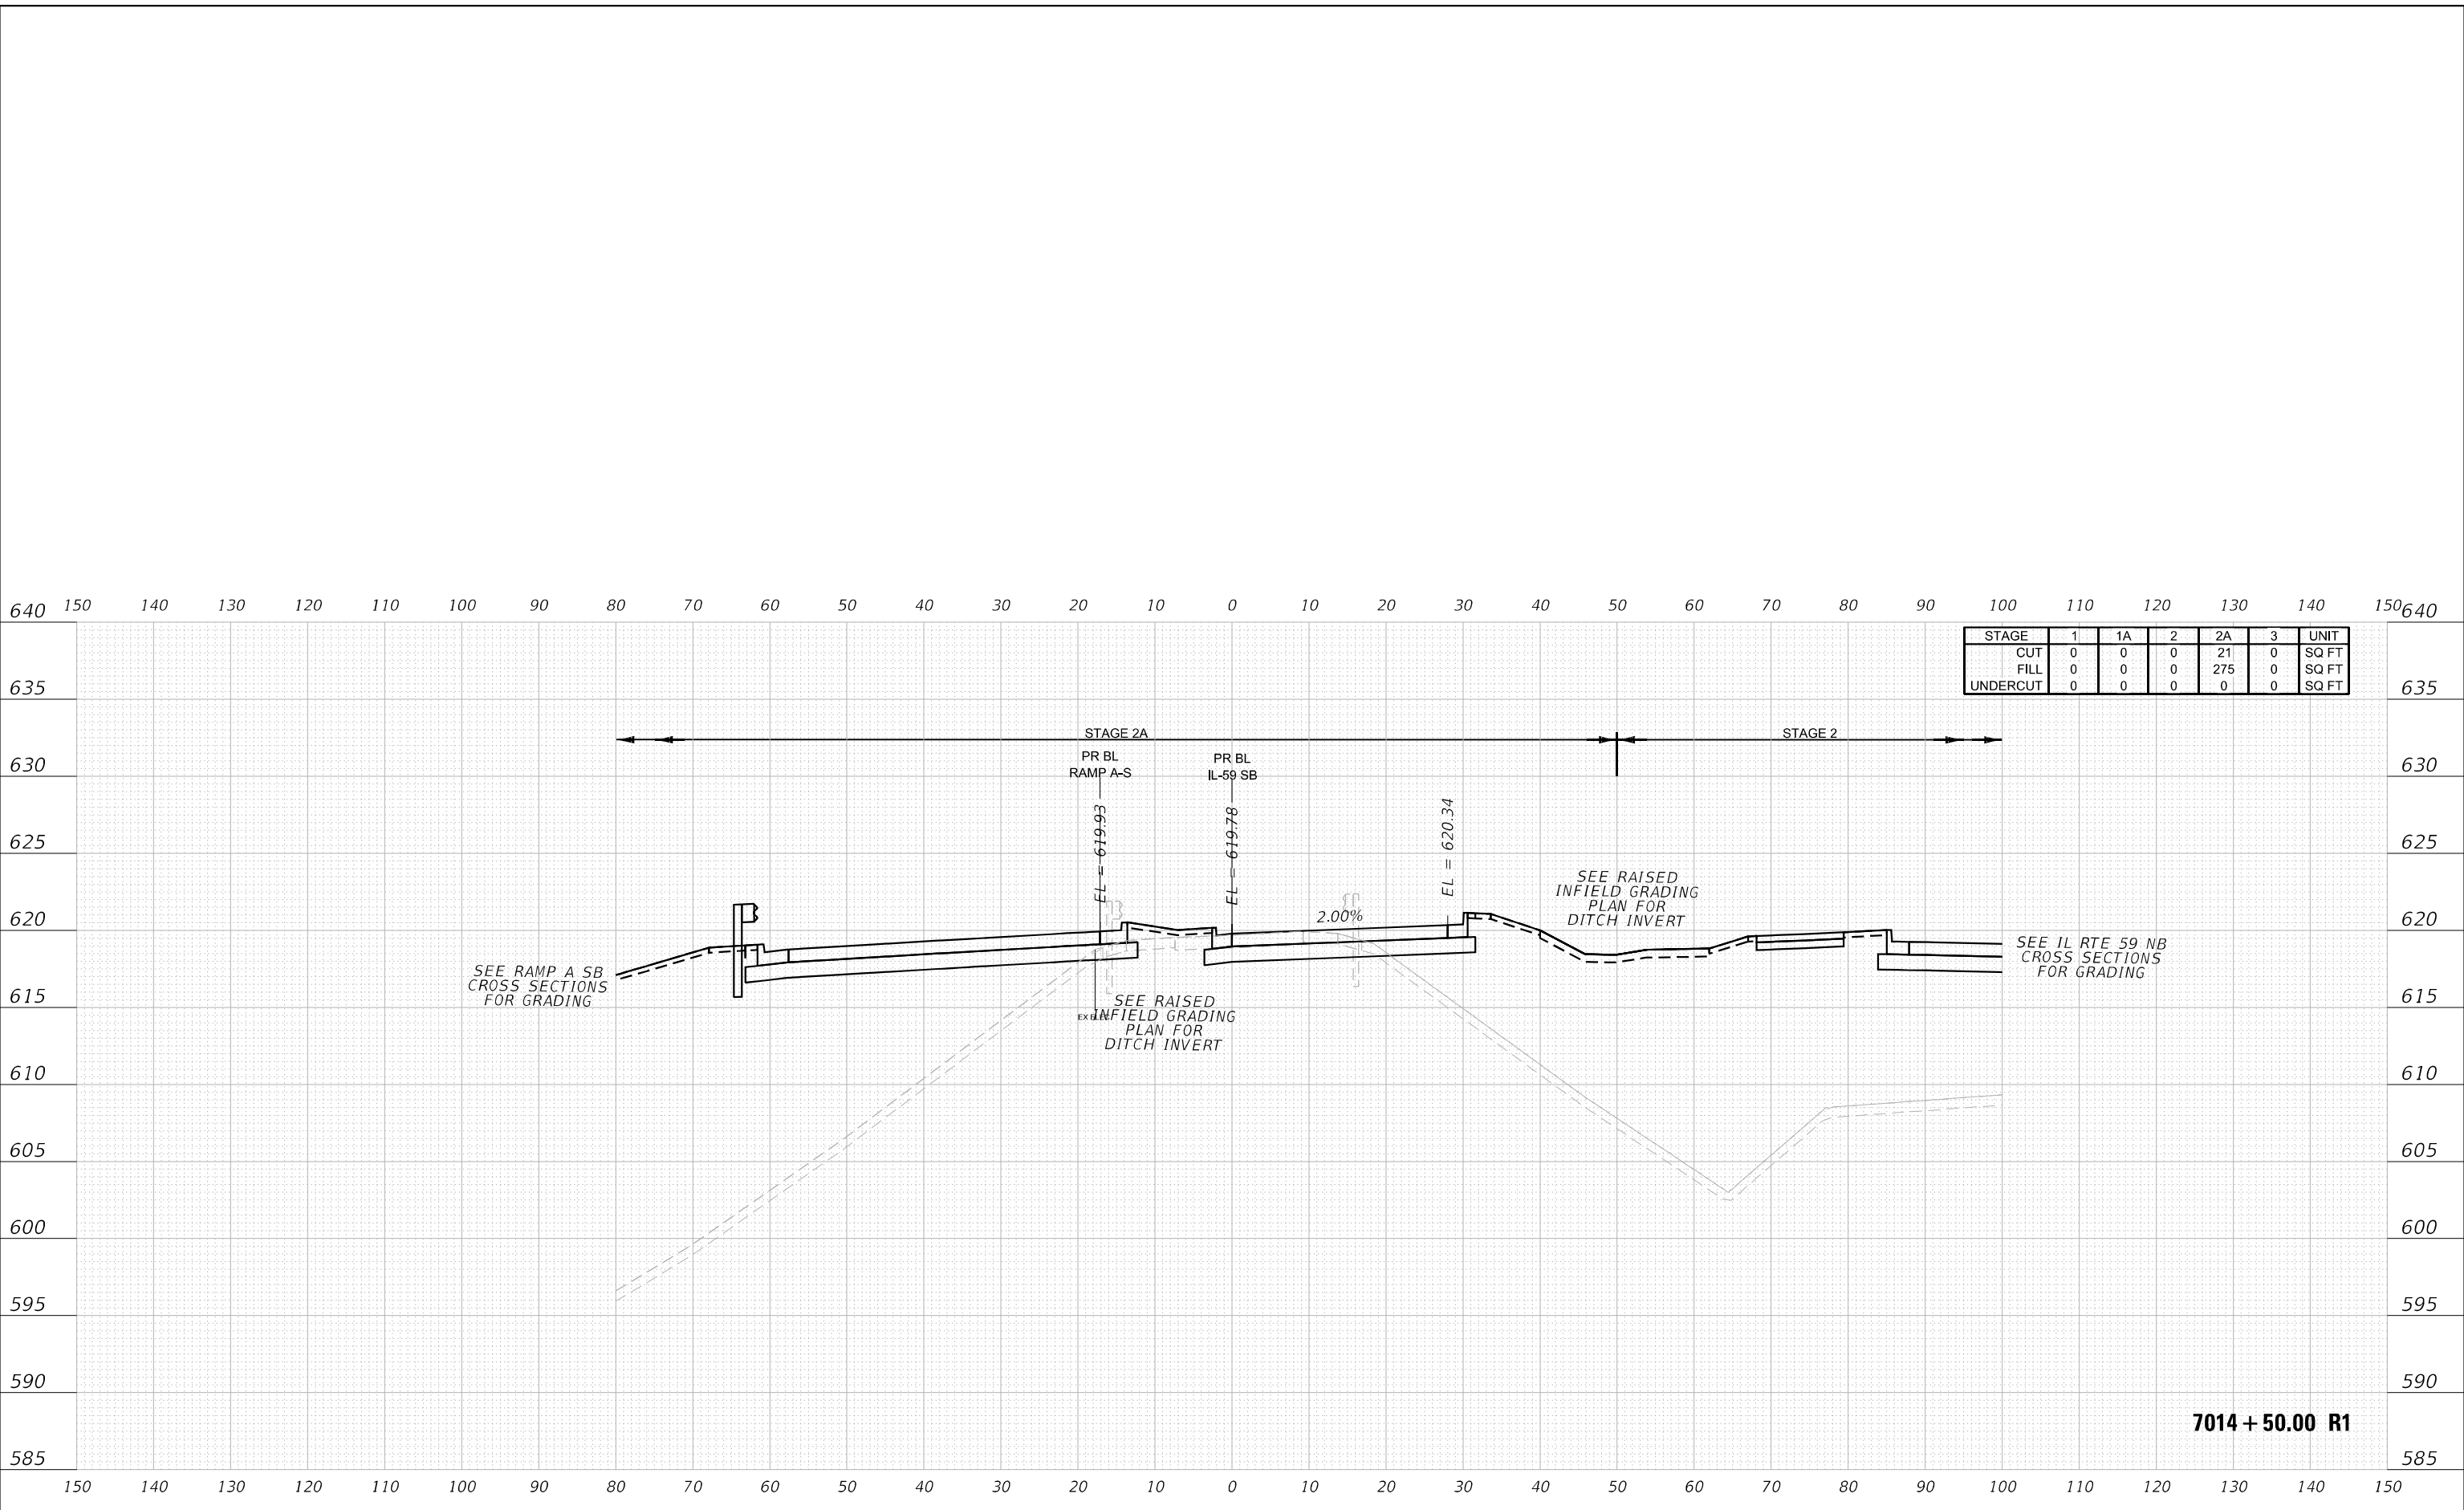 640 150 140 130 120 110 100 90 80 70 60 50 40 30 20 10 0 10 20 30 40 50 60 70 80 90 100 110 120 130 140 150 640
STAGE 1 1A 2 2A 3 UNIT
CUT 0 0 0 21 0 SQ FT
FILL 0 0 0 275 0 SQ FT
UNDERCUT 0 0 0 0 0 SQ FT
635 635
STAGE 2A STAGE 2
PR BL
RAMP A-S
PR BL
IL-59 SB
630 630
EL = 619.93
EL = 619.78
EL = 620.34
625 625
SEE RAISED
INFIELD GRADING
PLAN FOR
DITCH INVERT
2.00%
620 620
SEE RAMP A SB
CROSS SECTIONS
FOR GRADING
SEE IL RTE 59 NB
CROSS SECTIONS
FOR GRADING
615 615
EX ELEC
SEE RAISED
INFIELD GRADING
PLAN FOR
DITCH INVERT
610 610
605 605
600 600
595 595
590 590
7014+50.00 R1
585 585
150 140 130 120 110 100 90 80 70 60 50 40 30 20 10 0 10 20 30 40 50 60 70 80 90 100 110 120 130 140 150